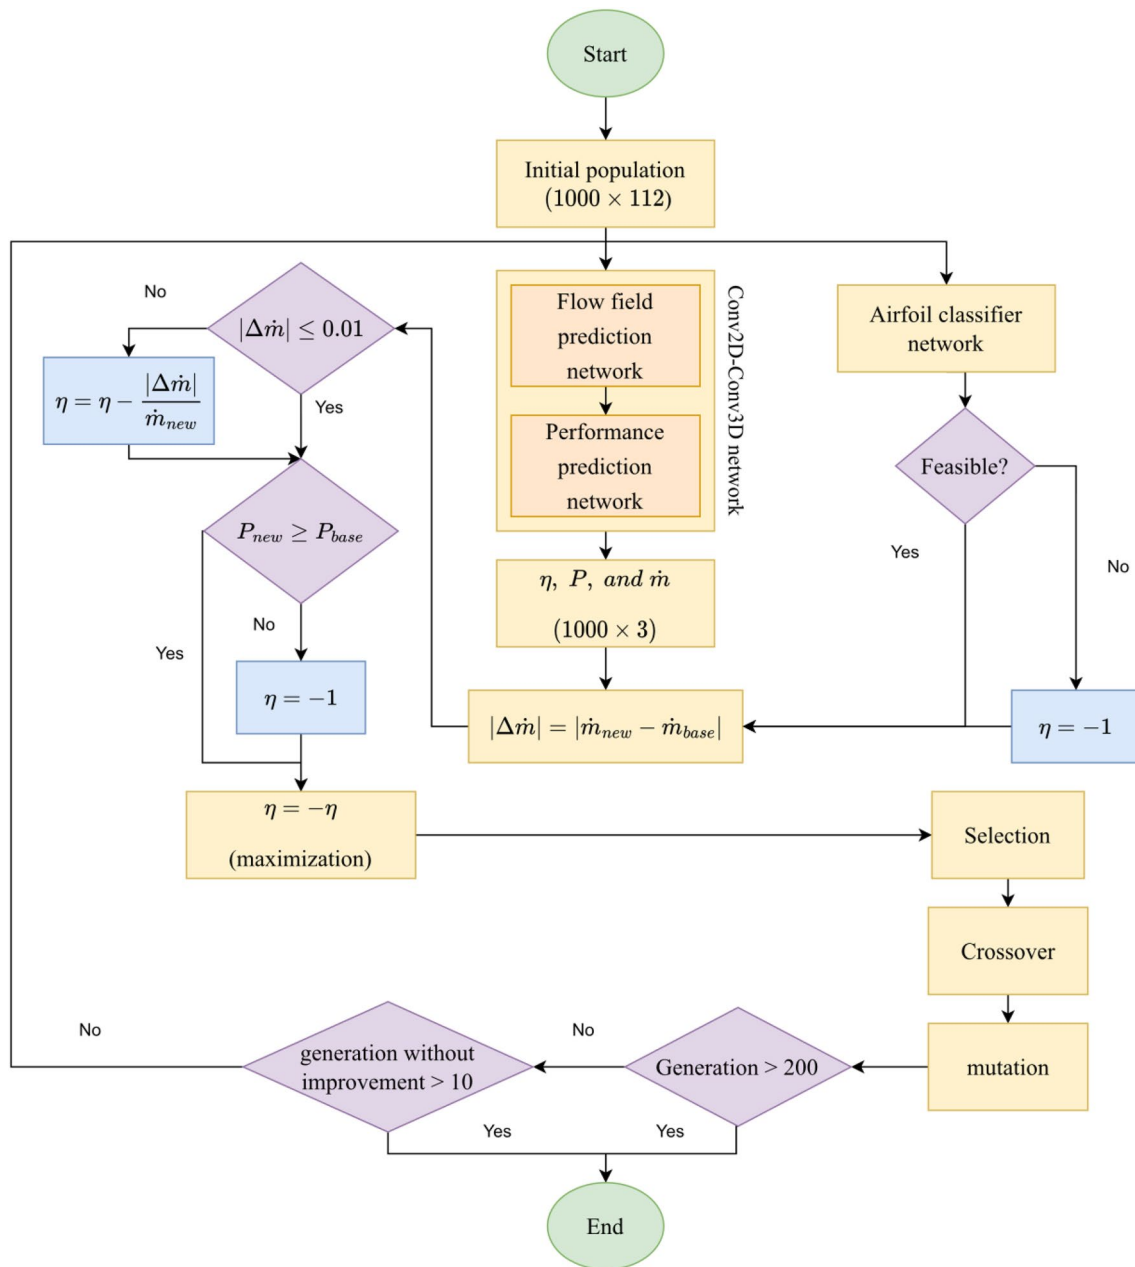 Start
Initial population
(1000 × 112)
No
|Δṁ| ≤ 0.01
Flow field
prediction
network
Conv2D-Conv3D network
Airfoil classifier
network
η = η - |Δṁ| / ṁ_new
Yes
Performance
prediction
network
Feasible?
P_new ≥ P_base
Yes
No
η, P, and ṁ
(1000 × 3)
No
Yes
η = −1
|Δṁ| = |ṁ_new − ṁ_base|
η = −1
η = −η
(maximization)
Selection
Crossover
mutation
No
generation without
improvement > 10
No
Generation > 200
Yes
Yes
End